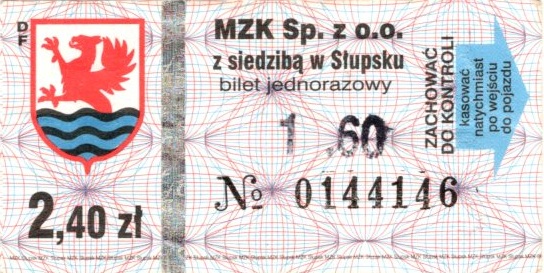 DF
MZK Sp. z o.o.
z siedzibą w Słupsku
bilet jednorazowy
1,60
№ 0144146
2,40 zł
ZACHOWAĆ
DO KONTROLI
kasować
natychmiast
po wejściu
do pojazdu